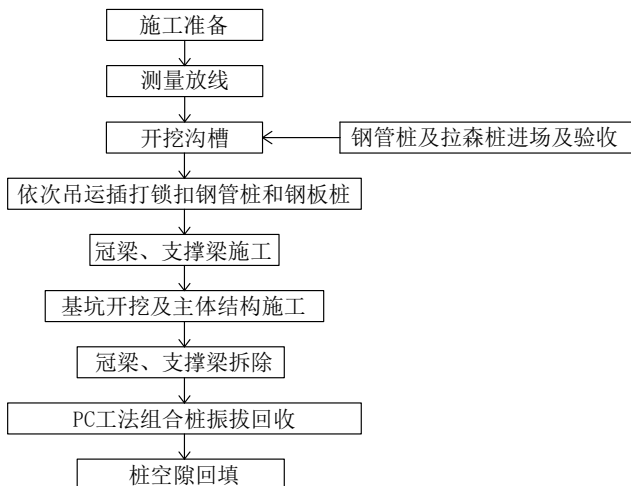 施工准备
测量放线
开挖沟槽
钢管桩及拉森桩进场及验收
依次吊运插打锁扣钢管桩和钢板桩
冠梁、支撑梁施工
基坑开挖及主体结构施工
冠梁、支撑梁拆除
PC工法组合桩振拔回收
桩空隙回填